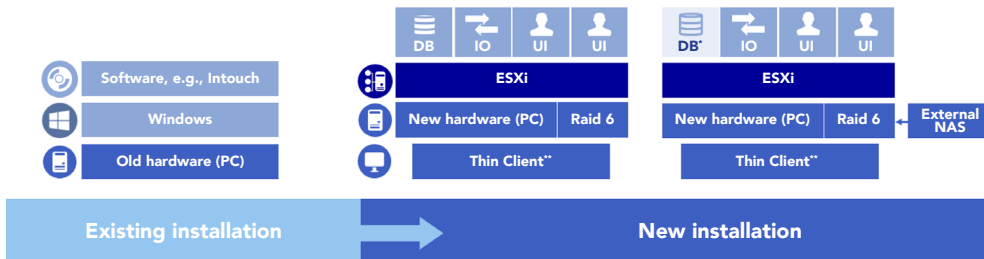 DB
IO
UI
UI
DB*
IO
UI
UI
Software, e.g., Intouch
ESXi
ESXi
Windows
New hardware (PC)
Raid 6
New hardware (PC)
Raid 6
External
NAS
Old hardware (PC)
Thin Client**
Thin Client**
Existing installation
New installation